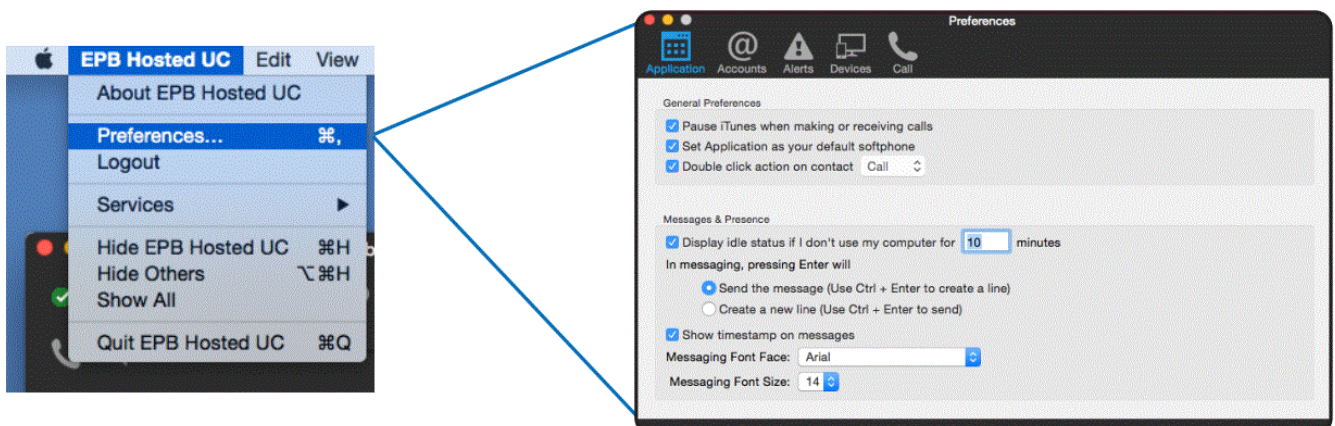 EPB Hosted UC Edit View
About EPB Hosted UC
Preferences... ⌘,
Logout
Services ▶
Hide EPB Hosted UC ⌘H
Hide Others ⌥⌘H
Show All
Quit EPB Hosted UC ⌘Q
Preferences
Application Accounts Alerts Devices Call
General Preferences
Pause iTunes when making or receiving calls
Set Application as your default softphone
Double click action on contact Call
Messages & Presence
Display idle status if I don't use my computer for 10 minutes
In messaging, pressing Enter will
Send the message (Use Ctrl + Enter to create a line)
Create a new line (Use Ctrl + Enter to send)
Show timestamp on messages
Messaging Font Face: Arial
Messaging Font Size: 14